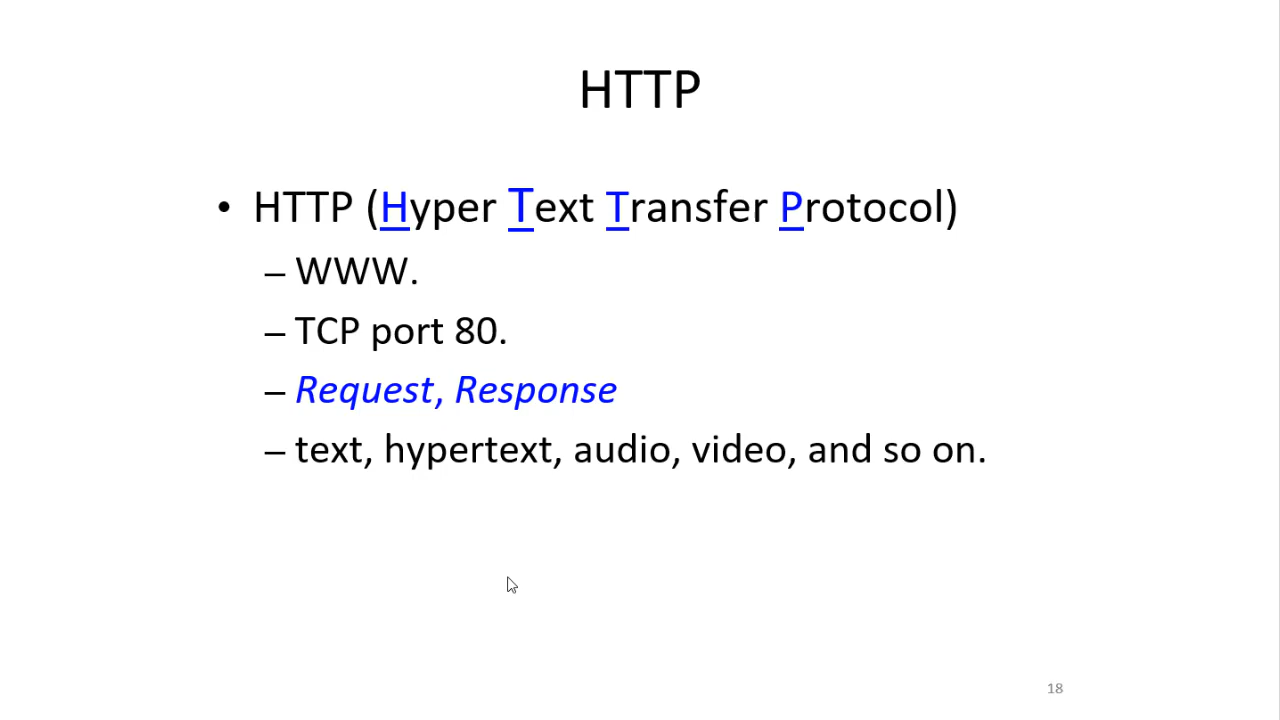 HTTP
• HTTP (Hyper Text Transfer Protocol)
– WWW.
– TCP port 80.
– Request, Response
– text, hypertext, audio, video, and so on.
18